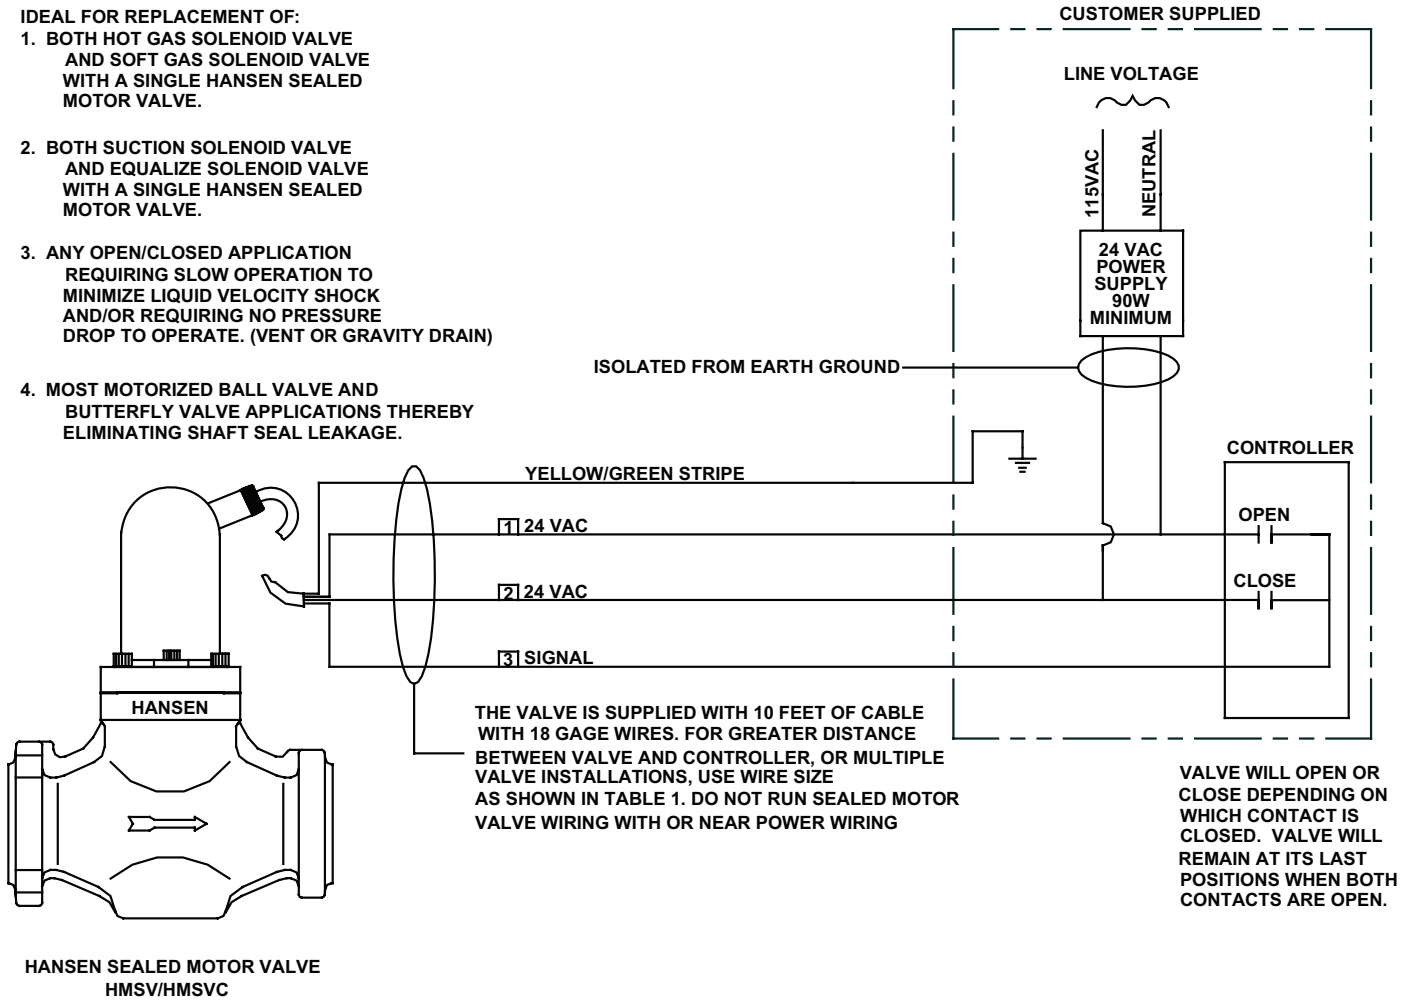 IDEAL FOR REPLACEMENT OF:
1. BOTH HOT GAS SOLENOID VALVE
AND SOFT GAS SOLENOID VALVE
WITH A SINGLE HANSEN SEALED
MOTOR VALVE.
2. BOTH SUCTION SOLENOID VALVE
AND EQUALIZE SOLENOID VALVE
WITH A SINGLE HANSEN SEALED
MOTOR VALVE.
3. ANY OPEN/CLOSED APPLICATION
REQUIRING SLOW OPERATION TO
MINIMIZE LIQUID VELOCITY SHOCK
AND/OR REQUIRING NO PRESSURE
DROP TO OPERATE. (VENT OR GRAVITY DRAIN)
4. MOST MOTORIZED BALL VALVE AND
BUTTERFLY VALVE APPLICATIONS THEREBY
ELIMINATING SHAFT SEAL LEAKAGE.
CUSTOMER SUPPLIED
LINE VOLTAGE
115VAC
NEUTRAL
24 VAC
POWER
SUPPLY
90W
MINIMUM
ISOLATED FROM EARTH GROUND
CONTROLLER
YELLOW/GREEN STRIPE
1 24 VAC
OPEN
2 24 VAC
CLOSE
3 SIGNAL
HANSEN
THE VALVE IS SUPPLIED WITH 10 FEET OF CABLE
WITH 18 GAGE WIRES. FOR GREATER DISTANCE
BETWEEN VALVE AND CONTROLLER, OR MULTIPLE
VALVE INSTALLATIONS, USE WIRE SIZE
AS SHOWN IN TABLE 1. DO NOT RUN SEALED MOTOR
VALVE WIRING WITH OR NEAR POWER WIRING
VALVE WILL OPEN OR
CLOSE DEPENDING ON
WHICH CONTACT IS
CLOSED. VALVE WILL
REMAIN AT ITS LAST
POSITIONS WHEN BOTH
CONTACTS ARE OPEN.
HANSEN SEALED MOTOR VALVE
HMSV/HMSVC